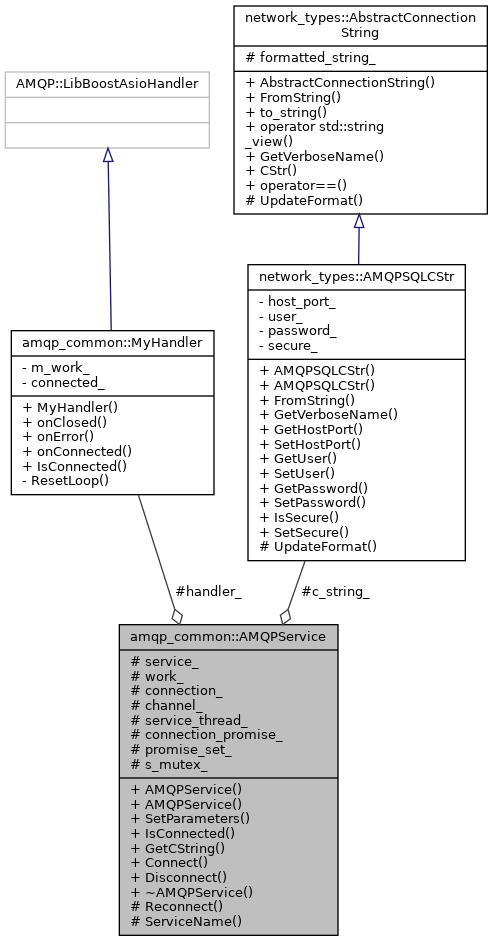 network_types::AbstractConnection
String
# formatted_string_
+ AbstractConnectionString()
+ FromString()
+ to_string()
+ operator std::string
_view()
+ GetVerboseName()
+ CStr()
+ operator==()
# UpdateFormat()
AMQP::LibBoostAsioHandler
network_types::AMQPSQLCStr
- host_port_
- user_
- password_
- secure_
+ AMQPSQLCStr()
+ AMQPSQLCStr()
+ FromString()
+ GetVerboseName()
+ GetHostPort()
+ SetHostPort()
+ GetUser()
+ SetUser()
+ GetPassword()
+ SetPassword()
+ IsSecure()
+ SetSecure()
# UpdateFormat()
amqp_common::MyHandler
- m_work_
- connected_
+ MyHandler()
+ onClosed()
+ onError()
+ onConnected()
+ IsConnected()
- ResetLoop()
#handler_
#c_string_
amqp_common::AMQPService
# service_
# work_
# connection_
# channel_
# service_thread_
# connection_promise_
# promise_set_
# s_mutex_
+ AMQPService()
+ AMQPService()
+ SetParameters()
+ IsConnected()
+ GetCString()
+ Connect()
+ Disconnect()
+ ~AMQPService()
# Reconnect()
# ServiceName()